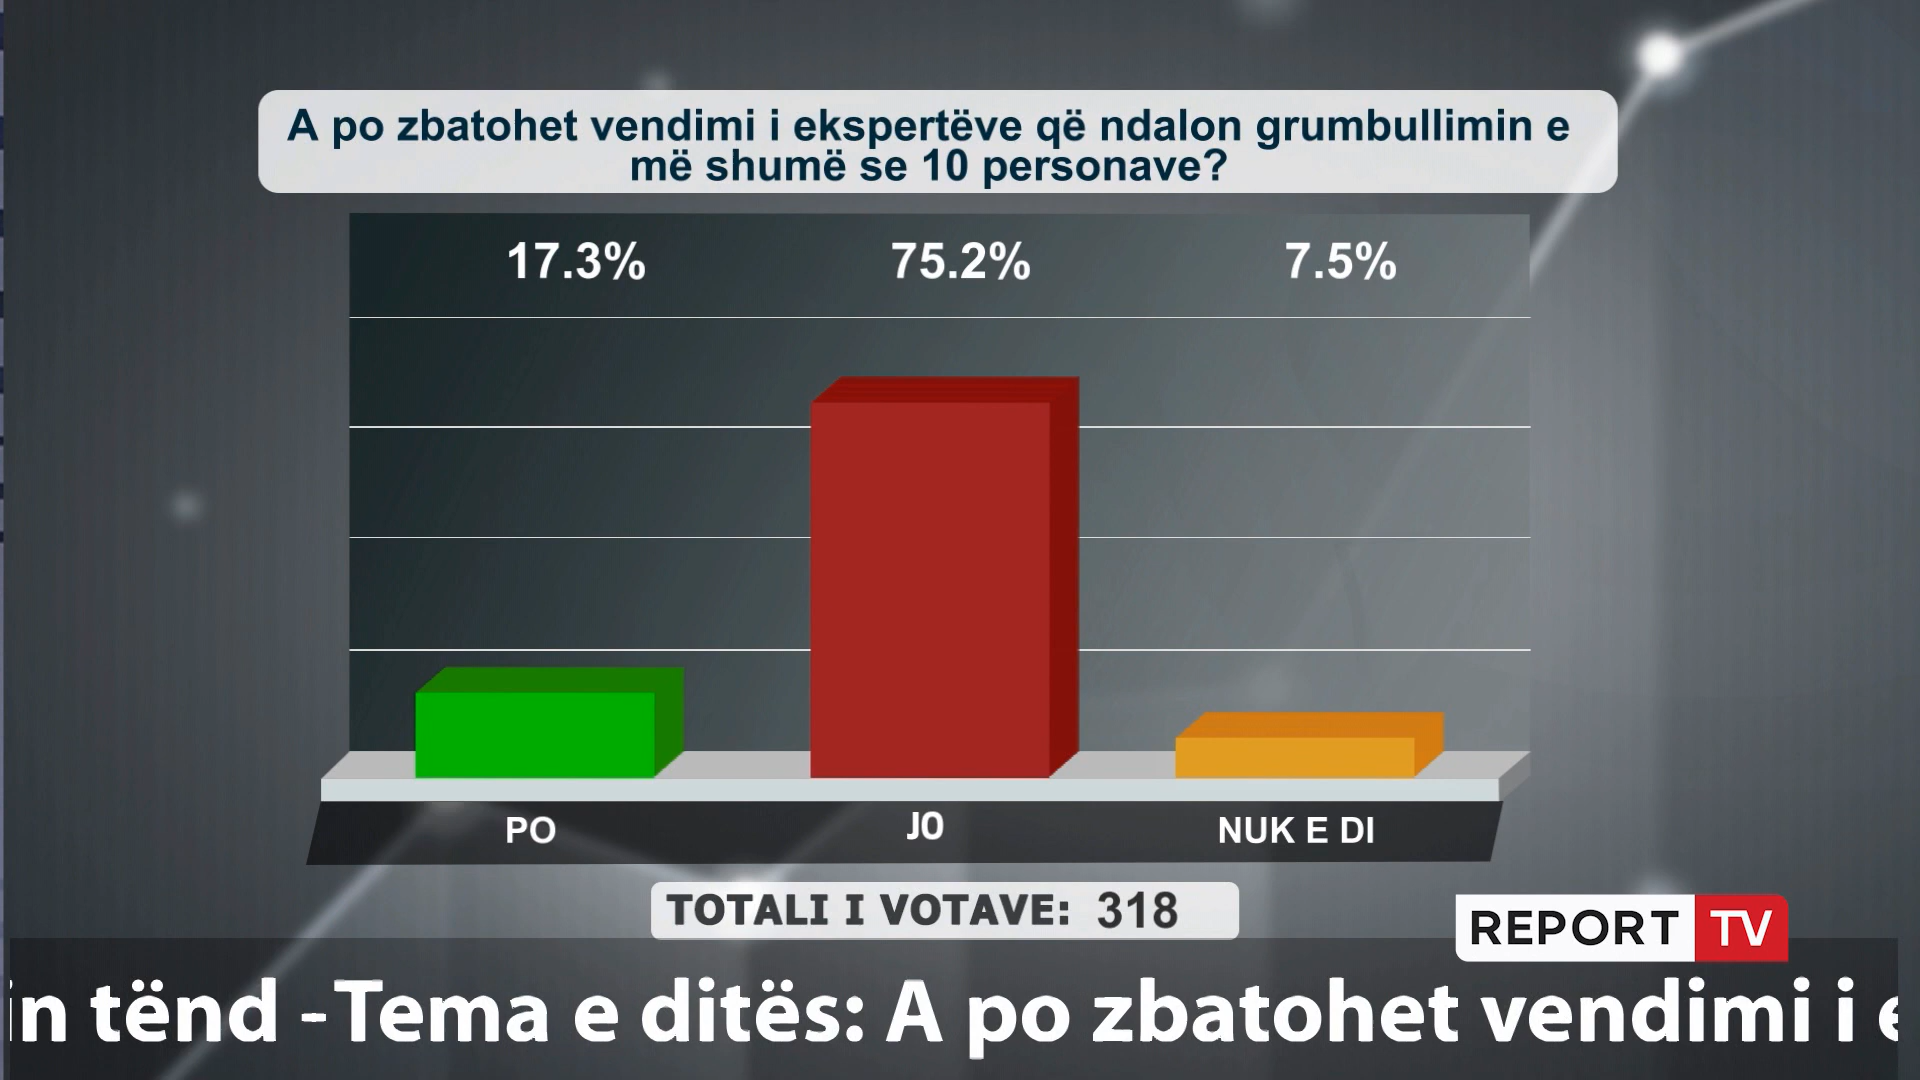 A po zbatohet vendimi i ekspertëve që ndalon grumbullimin e
më shumë se 10 personave?
17.3% 75.2% 7.5%
PO JO NUK E DI
TOTALI I VOTAVE: 318
REPORT TV
in tënd - Tema e ditës: A po zbatohet vendimi i e